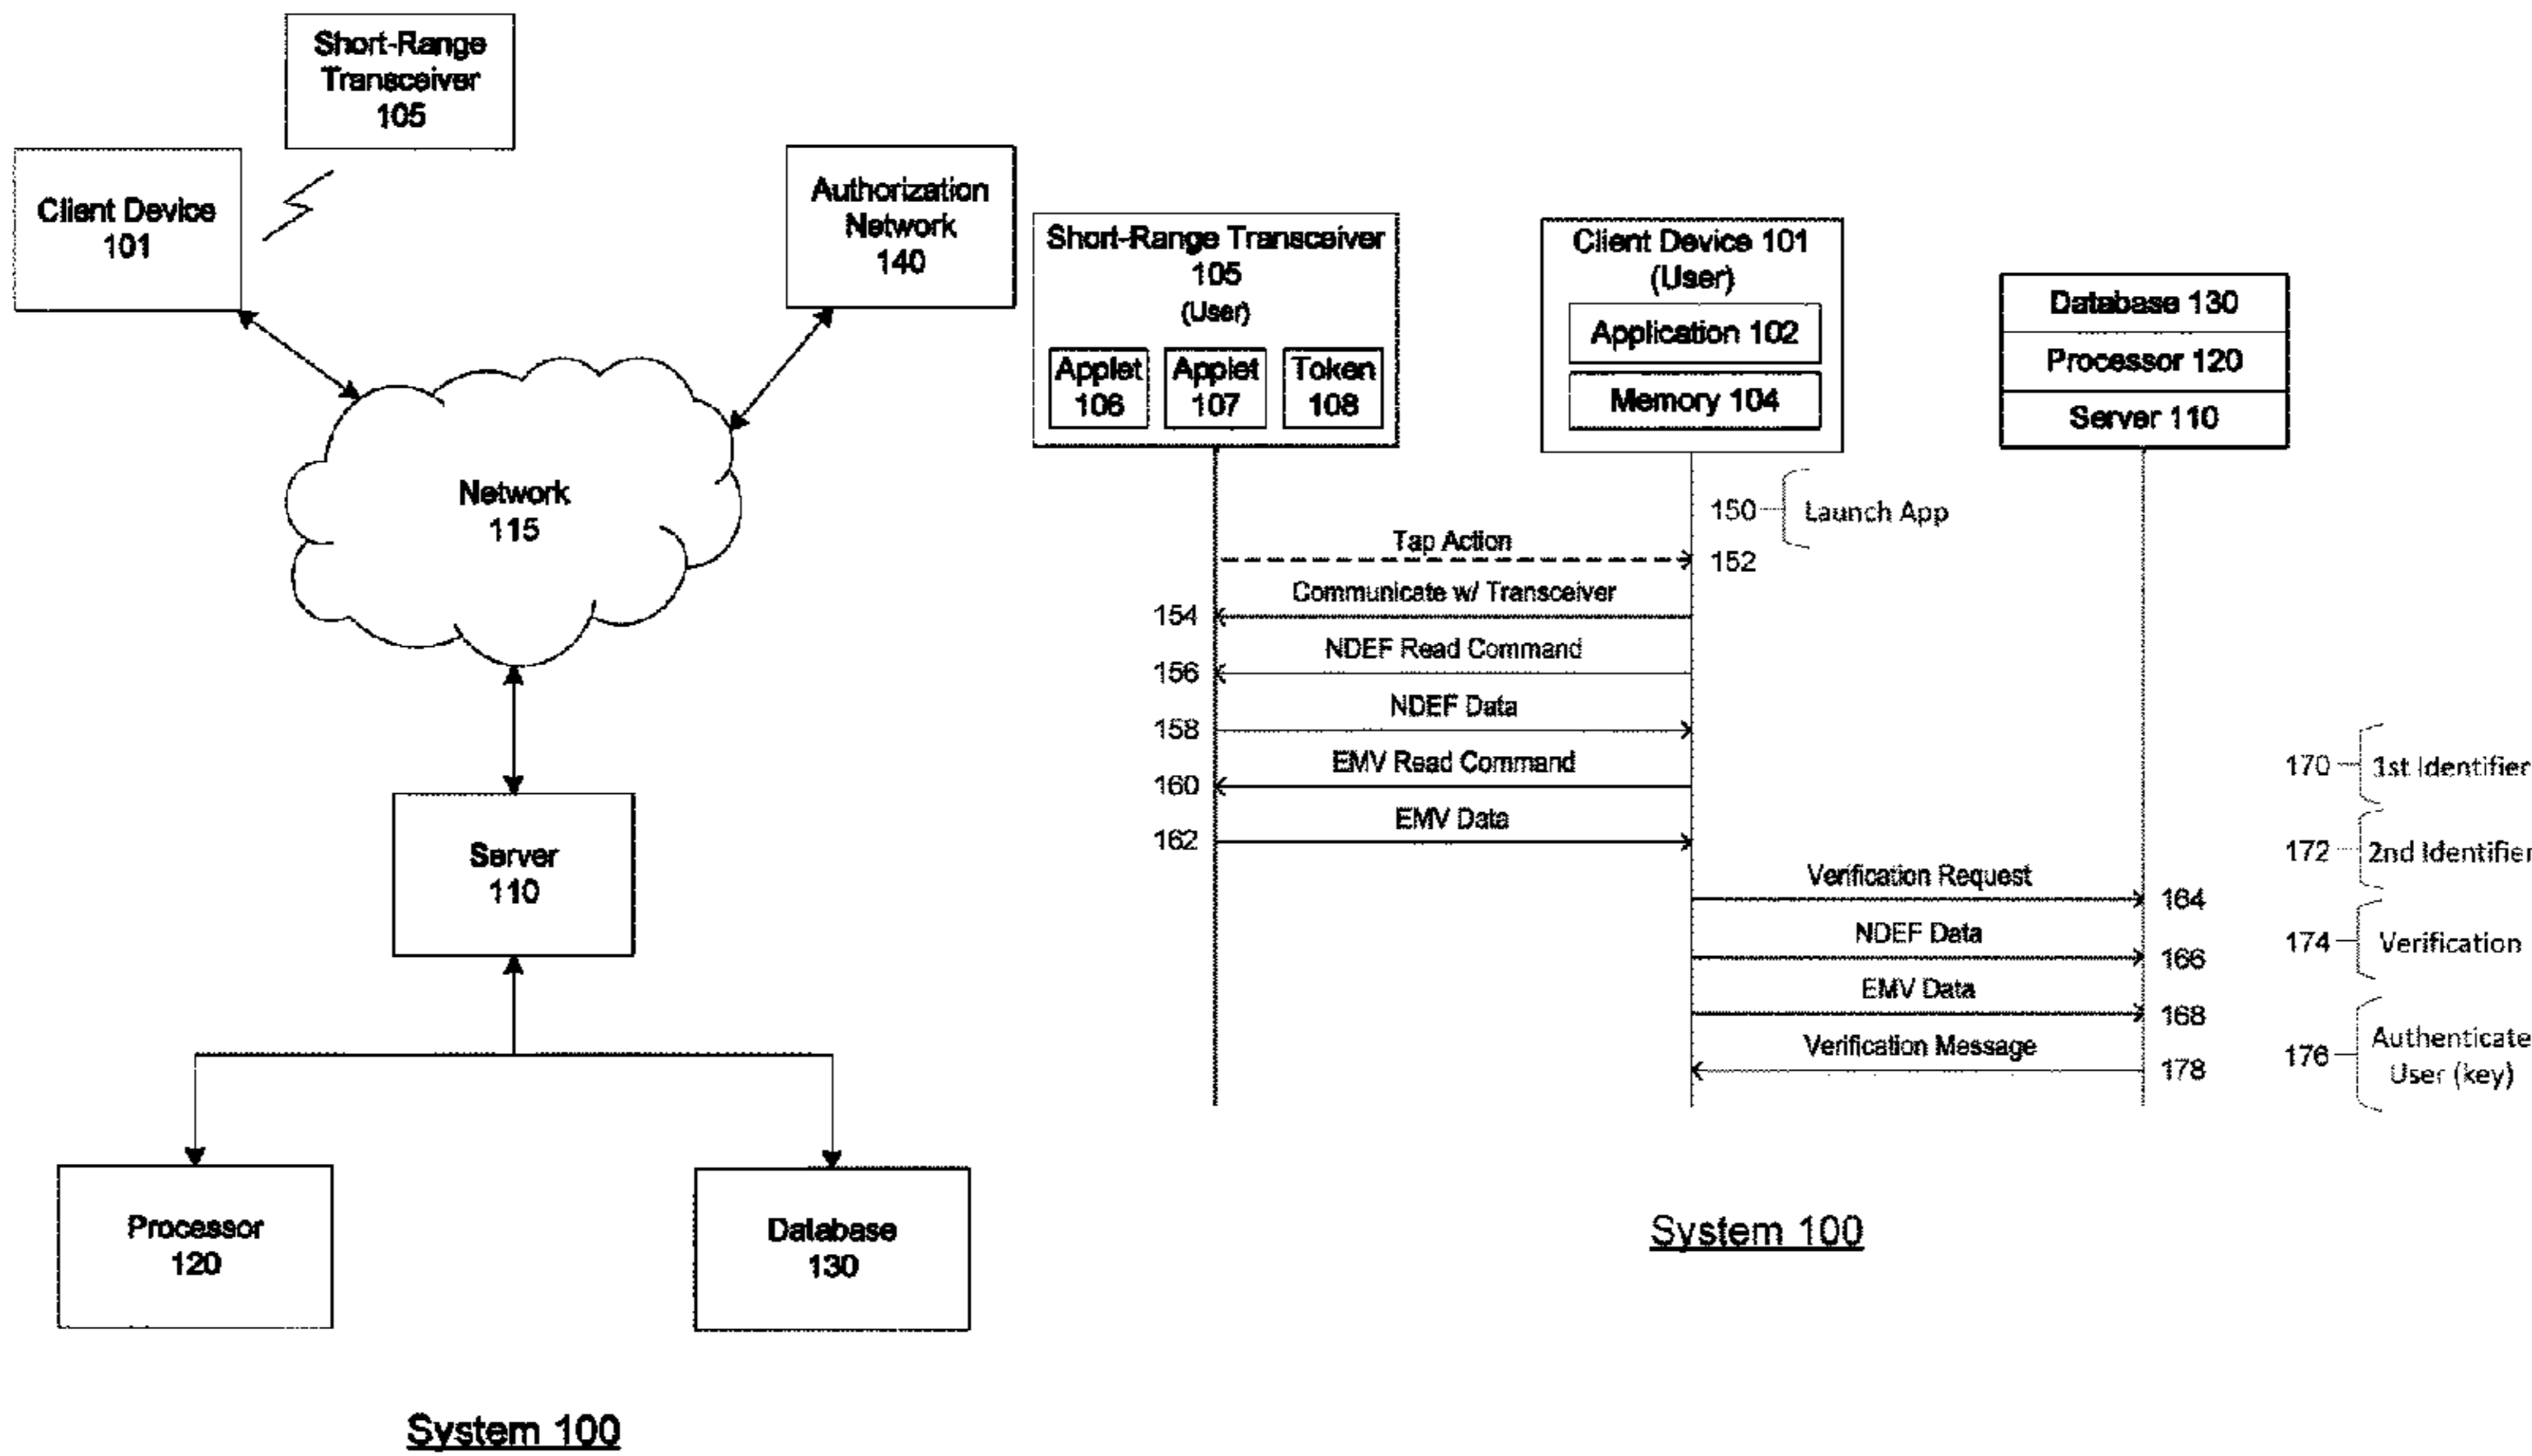 Short-Range
Transceiver
105
Client Device
101
Authorization
Network
140
Network
115
Server
110
Processor
120
Database
130
System 100
Short-Range Transceiver
105
(User)
Applet
106
Applet
107
Token
108
Client Device 101
(User)
Application 102
Memory 104
Database 130
Processor 120
Server 110
150
Launch App
Tap Action
152
Communicate w/ Transceiver
154
NDEF Read Command
156
NDEF Data
158
EMV Read Command
160
170
1st Identifier
EMV Data
162
172
2nd Identifier
Verification Request
164
NDEF Data
166
174
Verification
EMV Data
168
Verification Message
178
176
Authenticate
User (key)
System 100